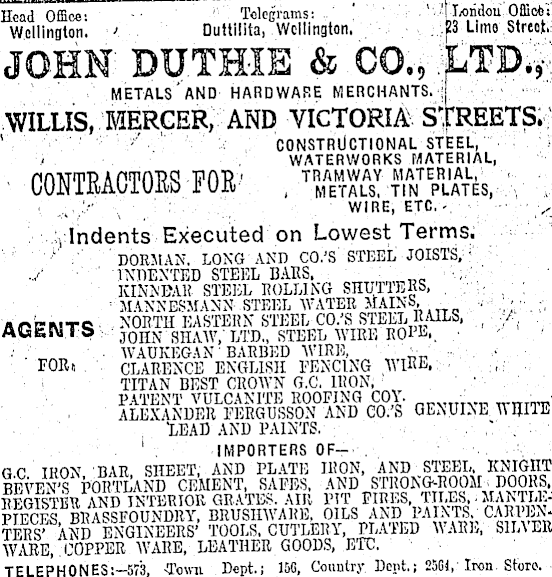 Head Office: Telegrams: London Office:
Wellington. Duttilita, Wellington. 23 Lime Street.
JOHN DUTHIE & CO., LTD.,
METALS AND HARDWARE MERCHANTS.
WILLIS, MERCER, AND VICTORIA STREETS.
CONTRACTORS FOR
CONSTRUCTIONAL STEEL,
WATERWORKS MATERIAL,
TRAMWAY MATERIAL,
METALS, TIN PLATES,
WIRE, ETC.
Indents Executed on Lowest Terms.
AGENTS
FOR
DORMAN, LONG AND CO.'S STEEL JOISTS,
INDENTED STEEL BARS,
KINNEAR STEEL ROLLING SHUTTERS,
MANNESMANN STEEL WATER MAINS,
NORTH EASTERN STEEL CO.'S STEEL RAILS,
JOHN SHAW, LTD., STEEL WIRE ROPE,
WAUKEGAN BARBED WIRE,
CLARENCE ENGLISH FENCING WIRE,
TITAN BEST CROWN G.C. IRON,
PATENT VULCANITE ROOFING COY.
ALEXANDER FERGUSSON AND CO.'S GENUINE WHITE
LEAD AND PAINTS.
IMPORTERS OF—
G.C. IRON, BAR, SHEET, AND PLATE IRON, AND STEEL, KNIGHT
BEVEN'S PORTLAND CEMENT, SAFES, AND STRONG-ROOM DOORS,
REGISTER AND INTERIOR GRATES. AIR PIT FIRES, TILES, MANTLE-
PIECES, BRASSFOUNDRY, BRUSHWARE, OILS AND PAINTS, CARPEN-
TERS' AND ENGINEERS' TOOLS, CUTLERY, PLATED WARE, SILVER
WARE, COPPER WARE, LEATHER GOODS, ETC.
TELEPHONES:—573, Town Dept.; 156, Country Dept.; 2564, Iron Store.